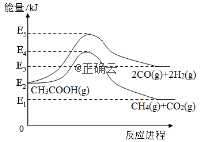 能量/kJ
E₅
E₄
E₃
2CO(g)+2H₂(g)
E₂
CH₃COOH(g)
E₁
CH₄(g)+CO₂(g)
0
反应进程
@正确云